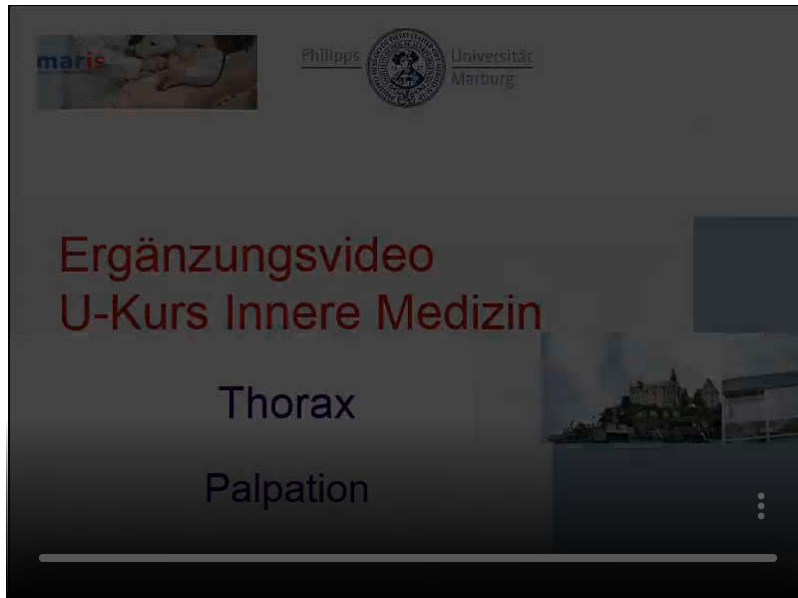 maris
Philipps
Universität
Marburg
Ergänzungsvideo
U-Kurs Innere Medizin
Thorax
Palpation